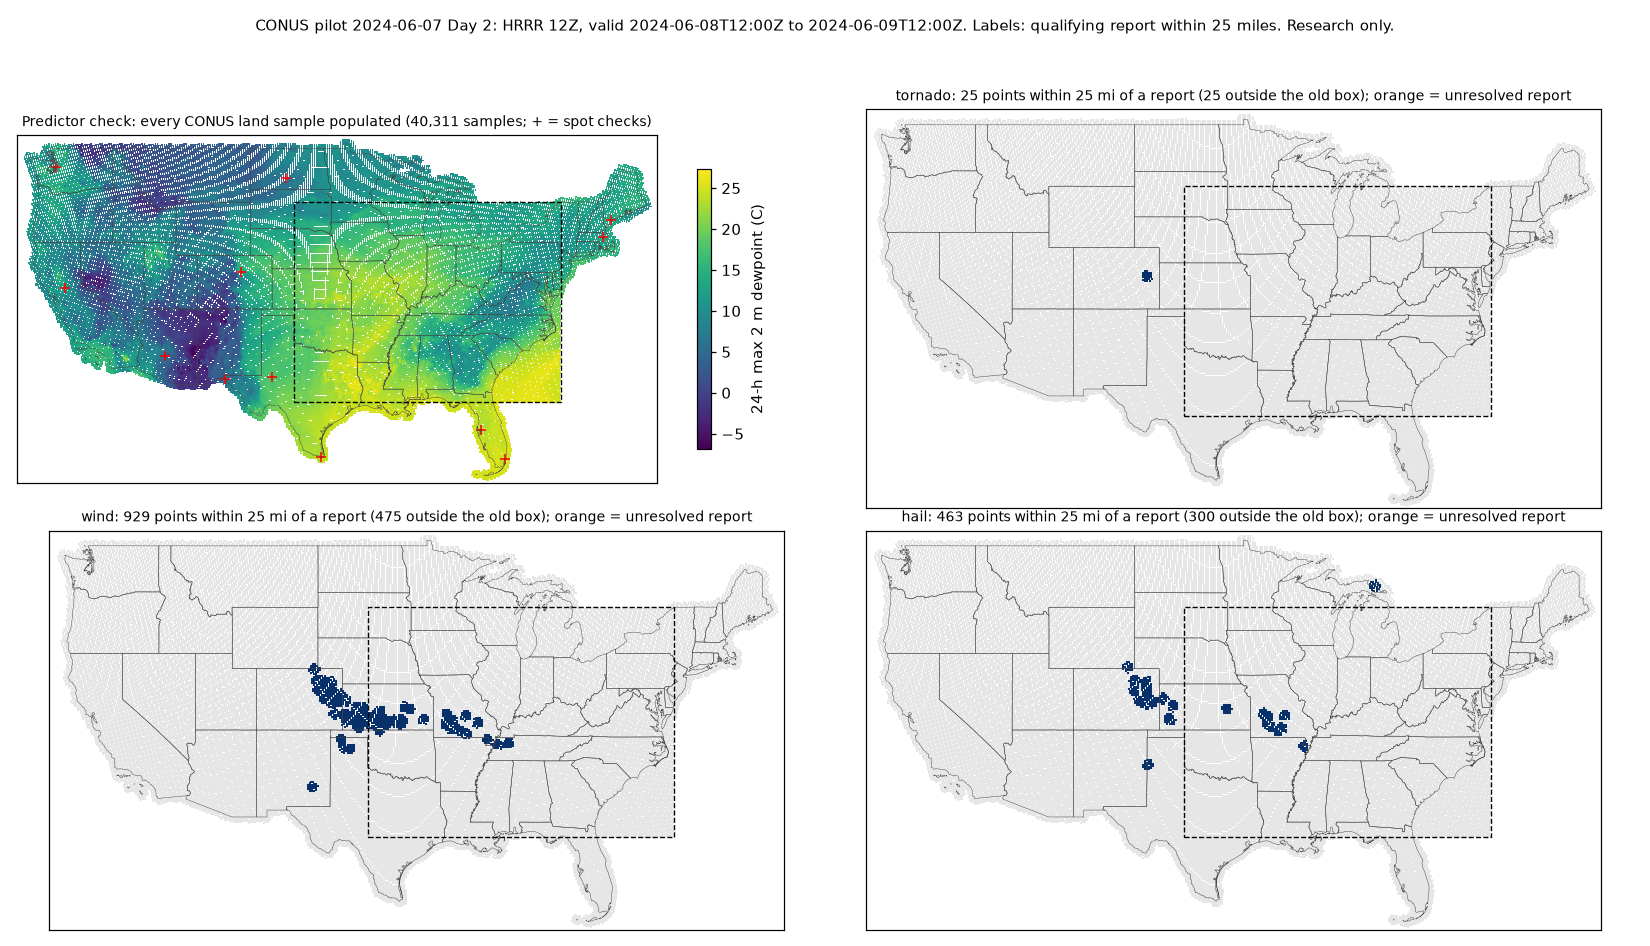 CONUS pilot 2024-06-07 Day 2: HRRR 12Z, valid 2024-06-08T12:00Z to 2024-06-09T12:00Z. Labels: qualifying report within 25 miles. Research only.
Predictor check: every CONUS land sample populated (40,311 samples; + = spot checks)
25
20
15
10
5
0
−5
24-h max 2 m dewpoint (C)
tornado: 25 points within 25 mi of a report (25 outside the old box); orange = unresolved report
wind: 929 points within 25 mi of a report (475 outside the old box); orange = unresolved report
hail: 463 points within 25 mi of a report (300 outside the old box); orange = unresolved report